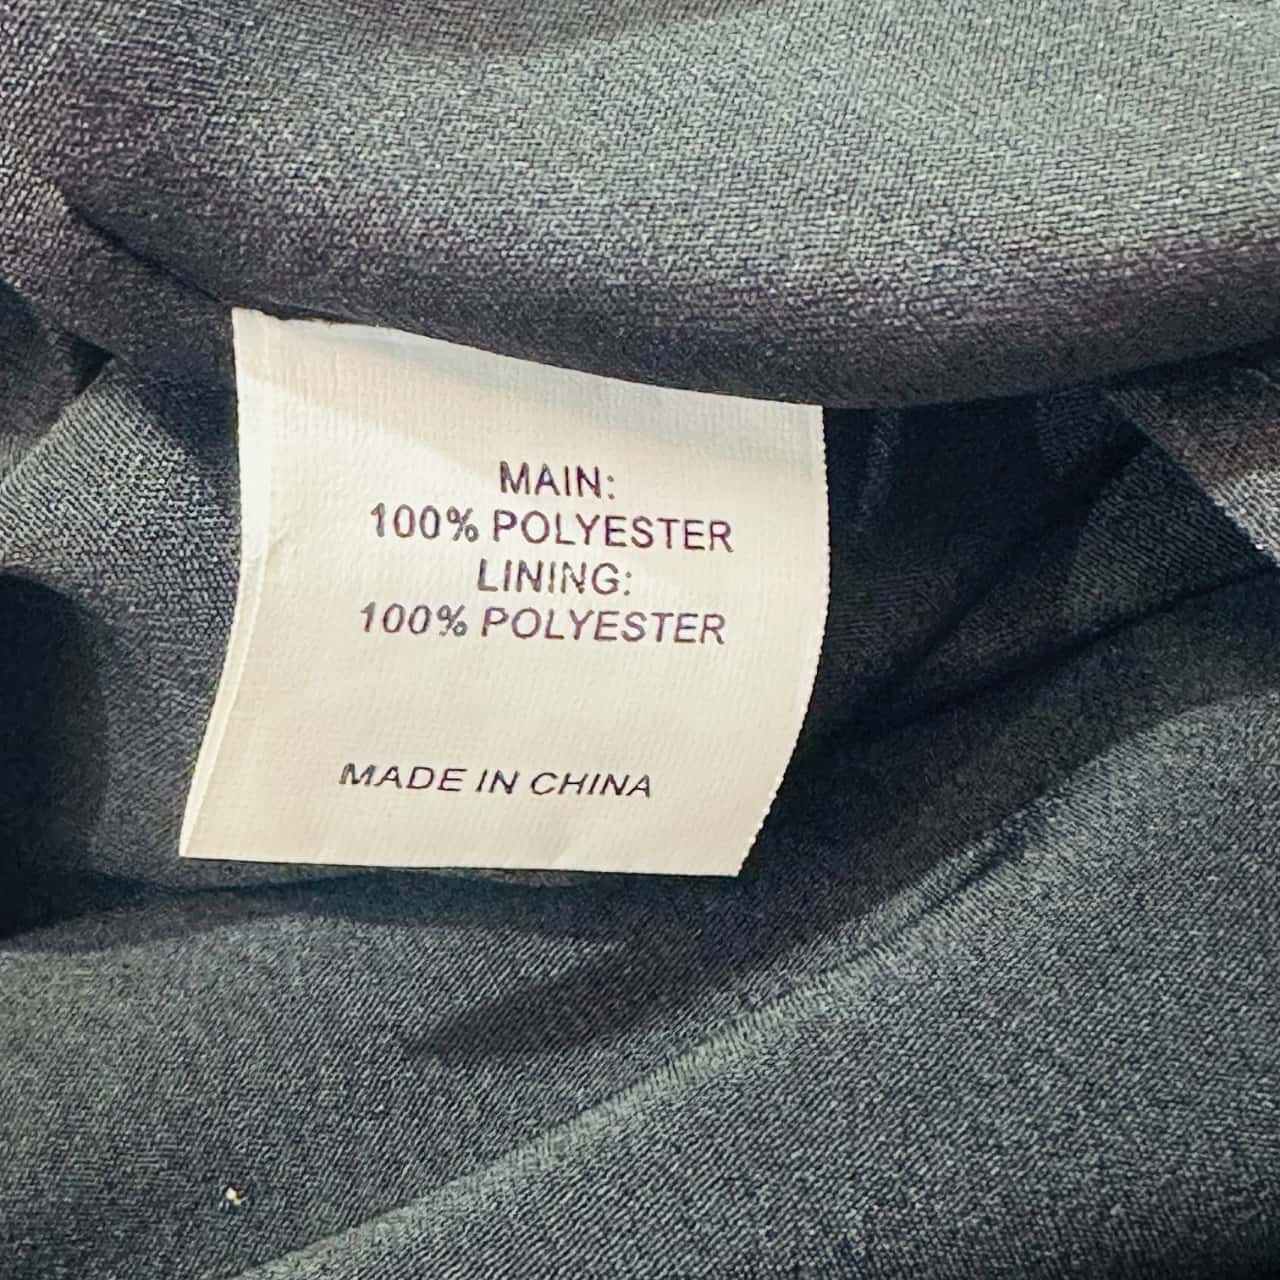 MAIN:
100% POLYESTER
LINING:
100% POLYESTER
MADE IN CHINA